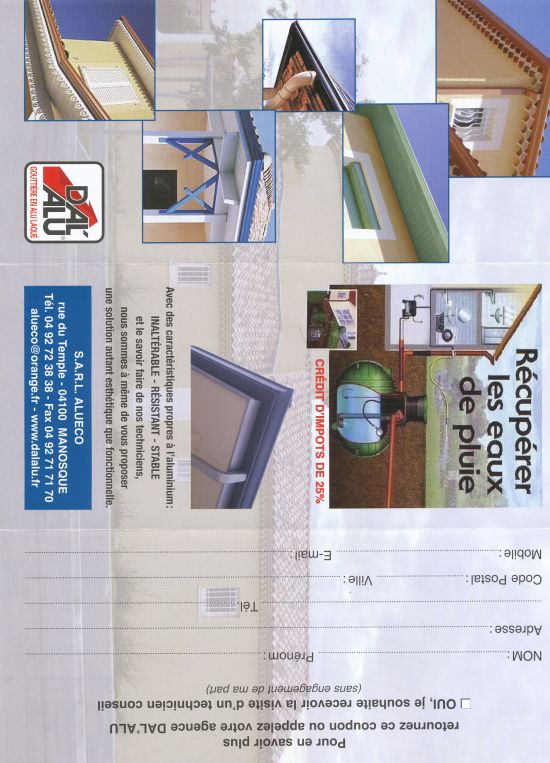 DAL'
ALU®
GOUTTIÈRE EN ALU LAQUÉ
Récupérer
les eaux
de pluie
CRÉDIT D'IMPOTS DE 25%
Avec des caractéristiques propres à l'aluminium :
INALTÉRABLE - RÉSISTANT - STABLE
et le savoir faire de nos techniciens,
nous sommes à même de vous proposer
une solution autant esthétique que fonctionnelle.
S.A.R.L. ALUECO
rue du Temple - 04100 MANOSQUE
Tél. 04 92 72 38 38 - Fax 04 92 71 71 70
alueco@orange.fr - www.dalalu.fr
Pour en savoir plus
retournez ce coupon ou appelez votre agence DAL'ALU
OUI, je souhaite recevoir la visite d'un technicien conseil
(sans engagement de ma part)
NOM : Prénom :
Adresse :
Tél.
Code Postal : Ville :
Mobile : E-mail :